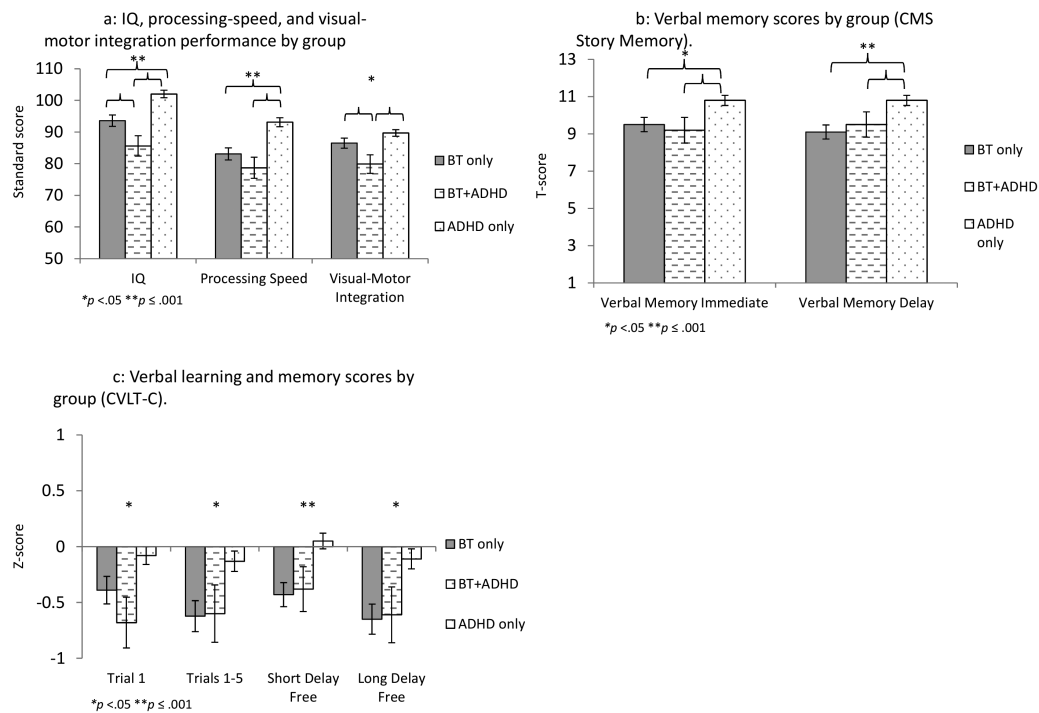 a: IQ, processing-speed, and visual-
motor integration performance by group
**
**
*
110
100
90
80
70
60
50
Standard score
IQ
Processing Speed
Visual-Motor
Integration
BT only
BT+ADHD
ADHD only
*p <.05 **p ≤ .001
b: Verbal memory scores by group (CMS
Story Memory).
*
**
13
11
9
7
5
3
1
T-score
Verbal Memory Immediate
Verbal Memory Delay
BT only
BT+ADHD
ADHD
only
*p <.05 **p ≤ .001
c: Verbal learning and memory scores by
group (CVLT-C).
1
0.5
0
-0.5
-1
Z-score
*
*
**
*
Trial 1
Trials 1-5
Short Delay
Free
Long Delay
Free
BT only
BT+ADHD
ADHD only
*p <.05 **p ≤ .001